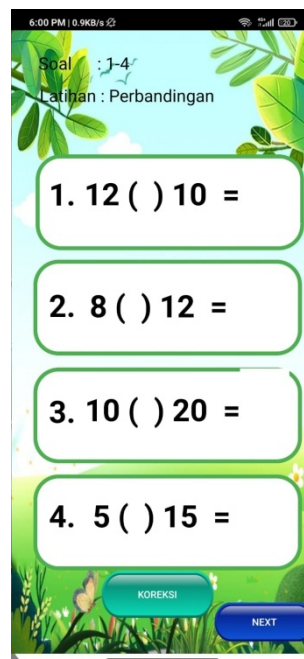 6:00 PM | 0.9KB/s
Soal : 1-4
Latihan : Perbandingan
1. 12 ( ) 10 =
2. 8 ( ) 12 =
3. 10 ( ) 20 =
4. 5 ( ) 15 =
KOREKSI
NEXT